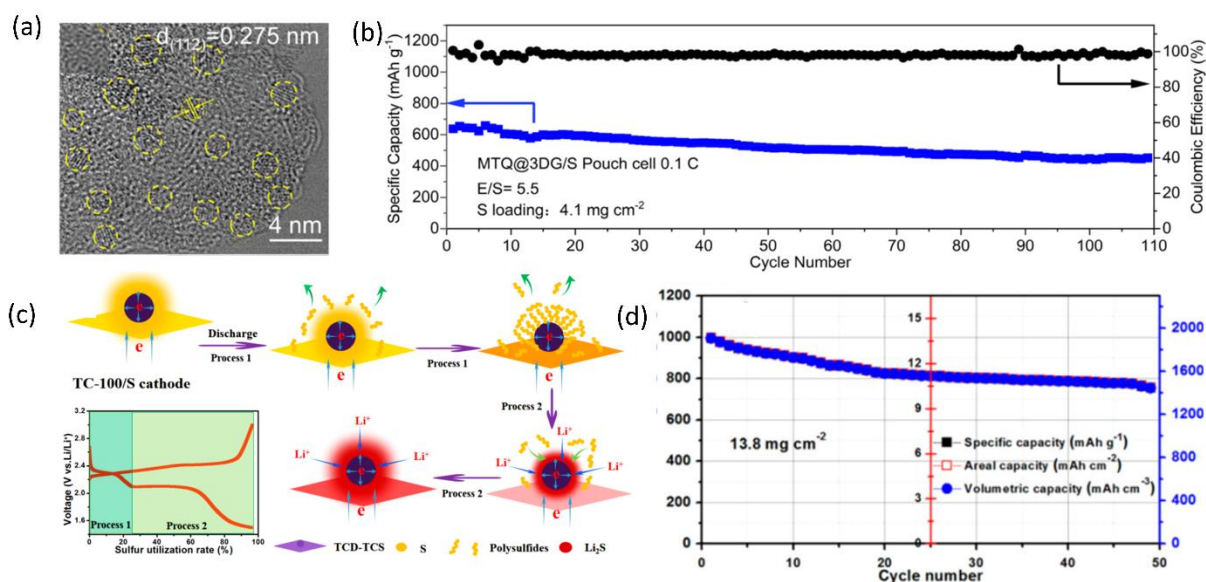 (a)
d(112)=0.275 nm
4 nm
(b)
Specific Capacity (mAh g⁻¹)
1200
1100
1000
800
600
400
200
0
MTQ@3DG/S Pouch cell 0.1 C
E/S= 5.5
S loading：4.1 mg cm⁻²
100
80
60
40
20
0
Coulombic Efficiency (%)
0 10 20 30 40 50 60 70 80 90 100 110
Cycle Number
(c)
e
e
Discharge
Process 1
e
Process 1
e
TC-100/S cathode
Process 2
3.2
2.8
2.4
2.0
1.6
Voltage (V vs.Li/Li⁺)
Process 1 Process 2
0 20 40 60 80 100
Sulfur utilization rate (%)
Li⁺
Li⁺ Li⁺
e
e
Process 2
Li⁺
Li⁺ Li⁺
e
e
TCD-TCS S Polysulfides Li₂S
(d)
1200
1000
800
600
400
200
0
15
12
9
6
3
0
2000
1600
1200
800
400
0
13.8 mg cm⁻²
Specific capacity (mAh g⁻¹)
Areal capacity (mAh cm⁻²)
Volumetric capacity (mAh cm⁻³)
0 10 20 30 40 50
Cycle number